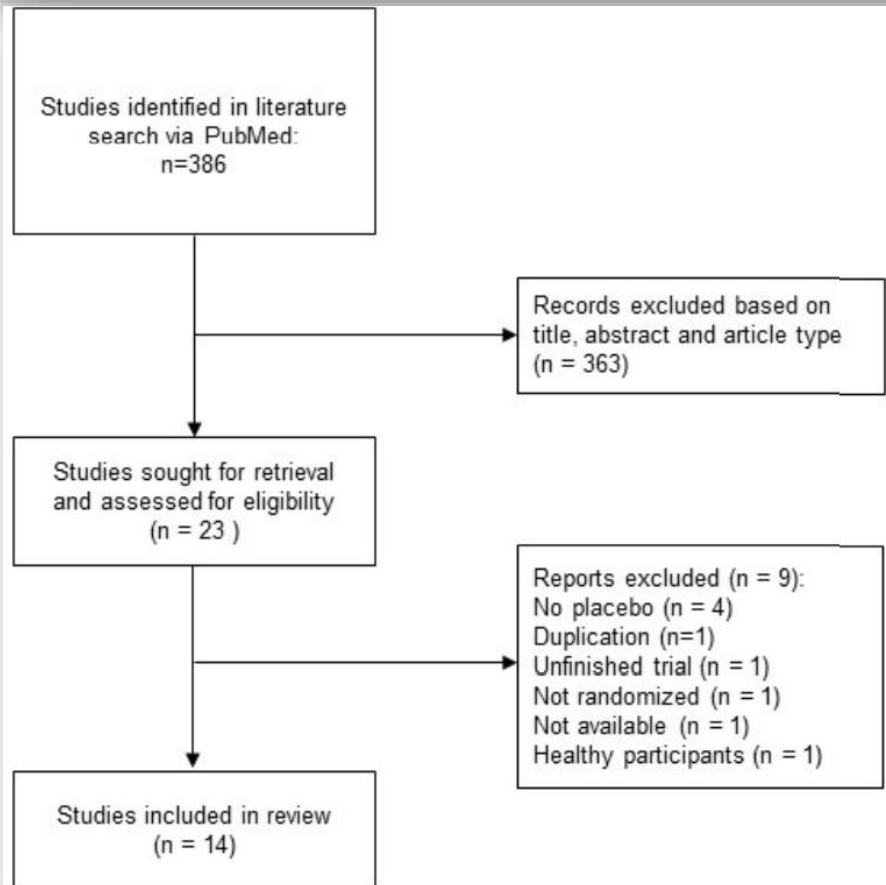 Studies identified in literature
search via PubMed:
n=386
Records excluded based on
title, abstract and article type
(n = 363)
Studies sought for retrieval
and assessed for eligibility
(n = 23 )
Reports excluded (n = 9):
No placebo (n = 4)
Duplication (n=1)
Unfinished trial (n = 1)
Not randomized (n = 1)
Not available (n = 1)
Healthy participants (n = 1)
Studies included in review
(n = 14)